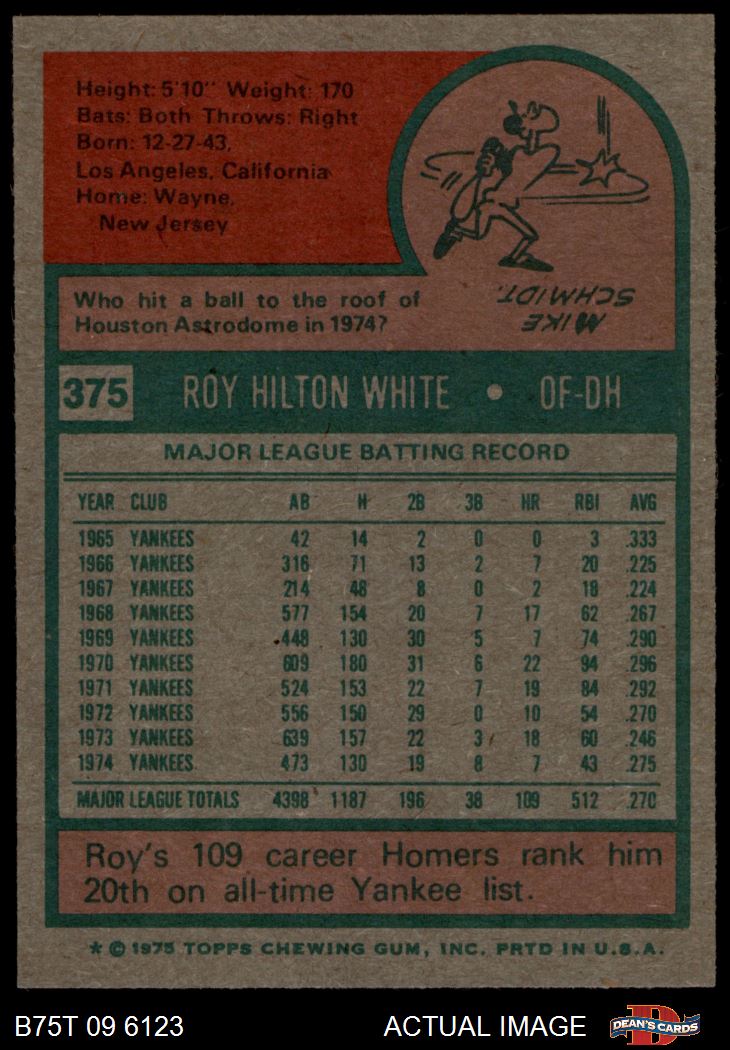 Height: 5'10" Weight: 170
Bats: Both Throws: Right
Born: 12-27-43,
Los Angeles, California
Home: Wayne,
New Jersey
Who hit a ball to the roof of
Houston Astrodome in 1974?
MIKE
SCHMIDT.
375 ROY HILTON WHITE • OF-DH
MAJOR LEAGUE BATTING RECORD
YEAR CLUB AB H 2B 3B HR RBI AVG
1965 YANKEES 42 14 2 0 0 3 .333
1966 YANKEES 316 71 13 2 7 20 .225
1967 YANKEES 214 48 8 0 2 18 .224
1968 YANKEES 577 154 20 7 17 62 .267
1969 YANKEES 448 130 30 5 7 74 .290
1970 YANKEES 609 180 31 6 22 94 .296
1971 YANKEES 524 153 22 7 19 84 .292
1972 YANKEES 556 150 29 0 10 54 .270
1973 YANKEES 639 157 22 3 18 60 .246
1974 YANKEES 473 130 19 8 7 43 .275
MAJOR LEAGUE TOTALS 4398 1187 196 38 109 512 .270
Roy's 109 career Homers rank him
20th on all-time Yankee list.
* © 1975 TOPPS CHEWING GUM, INC. PRTD IN U.S.A.
B75T 09 6123 ACTUAL IMAGE DEAN'S CARDS